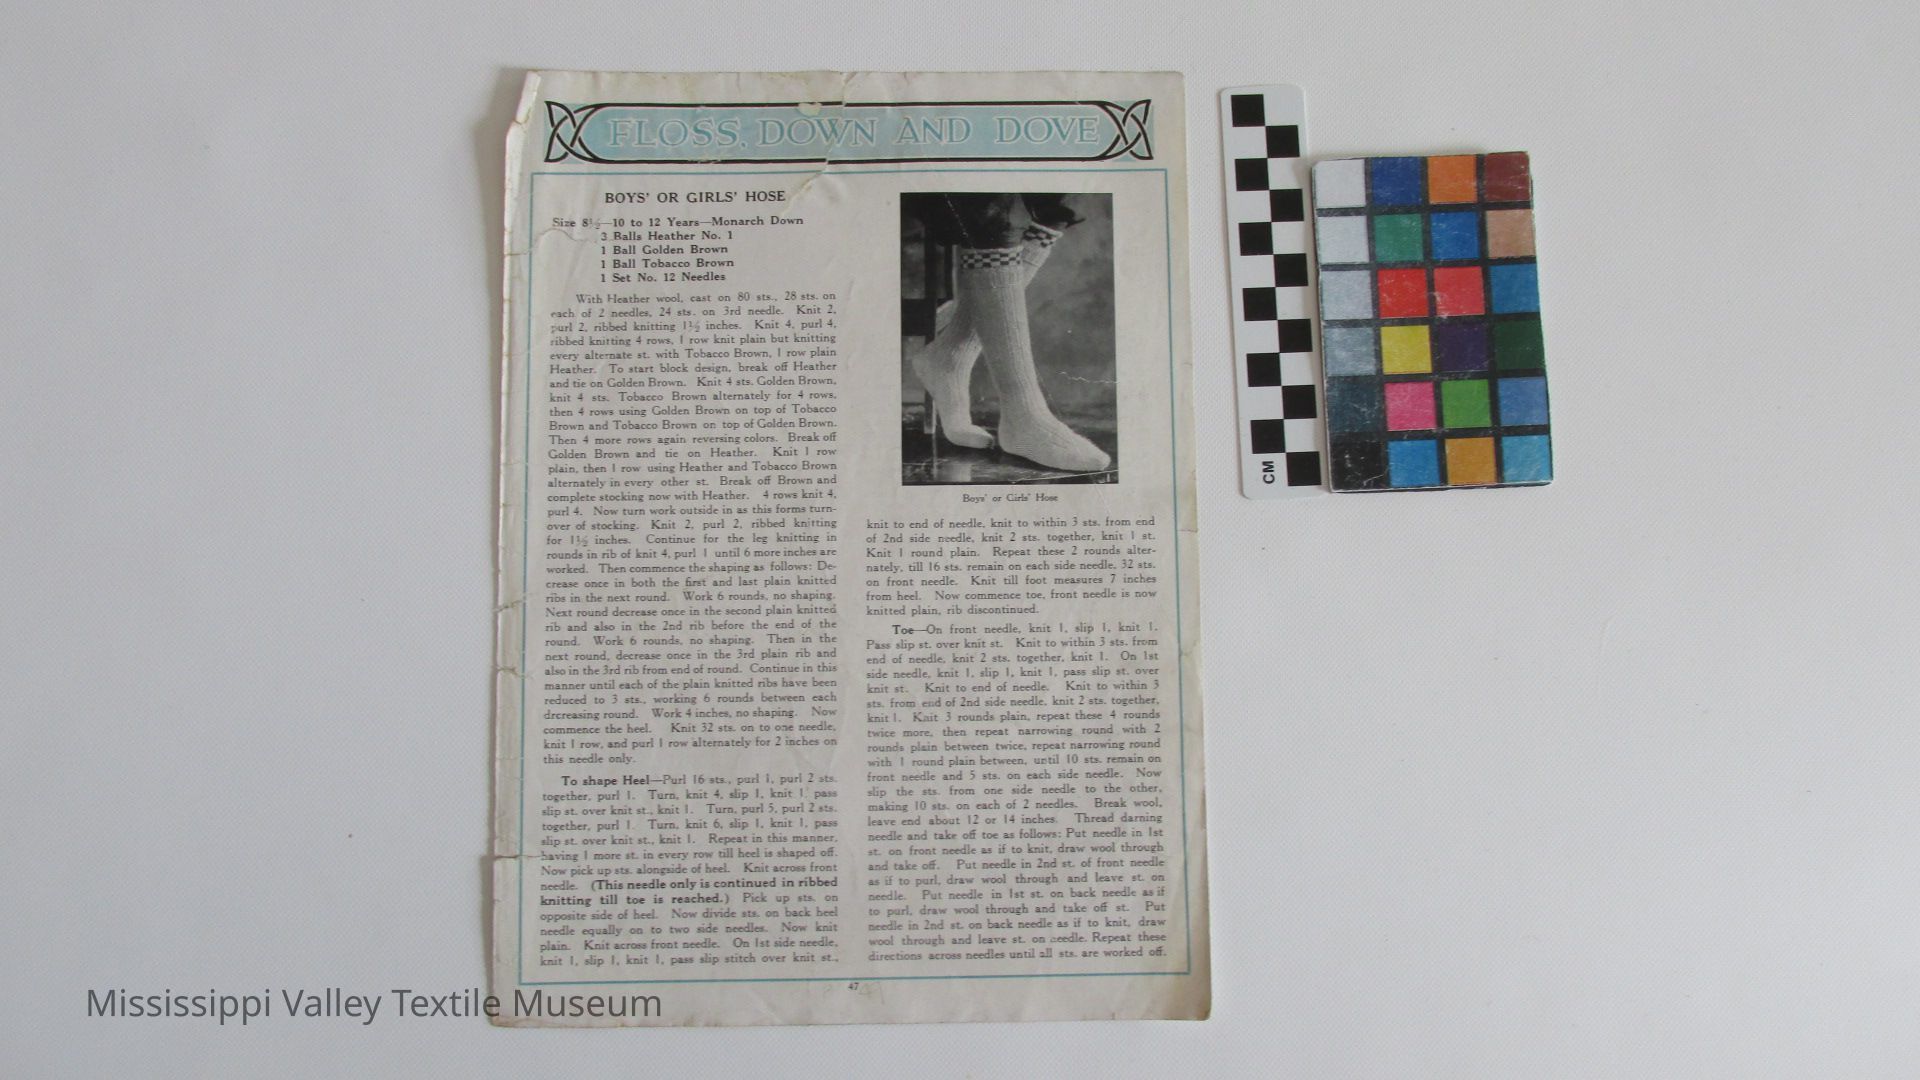 FLOSS, DOWN AND DOVE
BOYS' OR GIRLS' HOSE
Size 8½—10 to 12 Years—Monarch Down
3 Balls Heather No. 1
1 Ball Golden Brown
1 Ball Tobacco Brown
1 Set No. 12 Needles
With Heather wool, cast on 80 sts., 28 sts. on
each of 2 needles, 24 sts. on 3rd needle. Knit 2,
purl 2, ribbed knitting 1½ inches. Knit 4, purl 4,
ribbed knitting 4 rows, 1 row knit plain but knitting
every alternate st. with Tobacco Brown, 1 row plain
Heather. To start block design, break off Heather
and tie on Golden Brown. Knit 4 sts. Golden Brown,
knit 4 sts. Tobacco Brown alternately for 4 rows,
then 4 rows using Golden Brown on top of Tobacco
Brown and Tobacco Brown on top of Golden Brown.
Then 4 more rows again reversing colors. Break off
Golden Brown and tie on Heather. Knit 1 row
plain, then 1 row using Heather and Tobacco Brown
alternately in every other st. Break off Brown and
complete stocking now with Heather. 4 rows knit 4,
purl 4. Now turn work outside in as this forms turn-
over of stocking. Knit 2, purl 2, ribbed knitting
for 1½ inches. Continue for the leg knitting in
rounds in rib of knit 4, purl 1 until 6 more inches are
worked. Then commence the shaping as follows: De-
crease once in both the first and last plain knitted
ribs in the next round. Work 6 rounds, no shaping.
Next round decrease once in the second plain knitted
rib and also in the 2nd rib before the end of the
round. Work 6 rounds, no shaping. Then in the
next round, decrease once in the 3rd plain rib and
also in the 3rd rib from end of round. Continue in this
manner until each of the plain knitted ribs have been
reduced to 3 sts., working 6 rounds between each
decreasing round. Work 4 inches, no shaping. Now
commence the heel. Knit 32 sts. on to one needle,
knit 1 row, and purl 1 row alternately for 2 inches on
this needle only.
To shape Heel—Purl 16 sts., purl 1, purl 2 sts.
together, purl 1. Turn, knit 4, slip 1, knit 1, pass
slip st. over knit st., knit 1. Turn, purl 5, purl 2 sts.
together, purl 1. Turn, knit 6, slip 1, knit 1, pass
slip st. over knit st., knit 1. Repeat in this manner,
having 1 more st. in every row till heel is shaped off.
Now pick up sts. alongside of heel. Knit across front
needle. (This needle only is continued in ribbed
knitting till toe is reached.) Pick up sts. on
opposite side of heel. Now divide sts. on back heel
needle equally on to two side needles. Now knit
plain. Knit across front needle. On 1st side needle,
knit 1, slip 1, knit 1, pass slip stitch over knit st.,
Boys' or Girls' Hose
knit to end of needle, knit to within 3 sts. from end
of 2nd side needle, knit 2 sts. together, knit 1 st.
Knit 1 round plain. Repeat these 2 rounds alter-
nately, till 16 sts. remain on each side needle, 32 sts.
on front needle. Knit till foot measures 7 inches
from heel. Now commence toe, front needle is now
knitted plain, rib discontinued.
Toe—On front needle, knit 1, slip 1, knit 1.
Pass slip st. over knit st. Knit to within 3 sts. from
end of needle, knit 2 sts. together, knit 1. On 1st
side needle, knit 1, slip 1, knit 1, pass slip st. over
knit st. Knit to end of needle. Knit to within 3
sts. from end of 2nd side needle, knit 2 sts. together,
knit 1. Knit 3 rounds plain, repeat these 4 rounds
twice more, then repeat narrowing round with 2
rounds plain between twice, repeat narrowing round
with 1 round plain between, until 10 sts. remain on
front needle and 5 sts. on each side needle. Now
slip the sts. from one side needle to the other,
making 10 sts. on each of 2 needles. Break wool,
leave end about 12 or 14 inches. Thread darning
needle and take off toe as follows: Put needle in 1st
st. on front needle as if to knit, draw wool through
and take off. Put needle in 2nd st. of front needle
as if to purl, draw wool through and leave st. on
needle. Put needle in 1st st. on back needle as if
to purl, draw wool through and take off st. Put
needle in 2nd st. on back needle as if to knit, draw
wool through and leave st. on needle. Repeat these
directions across needles until all sts. are worked off.
47
CM
Mississippi Valley Textile Museum